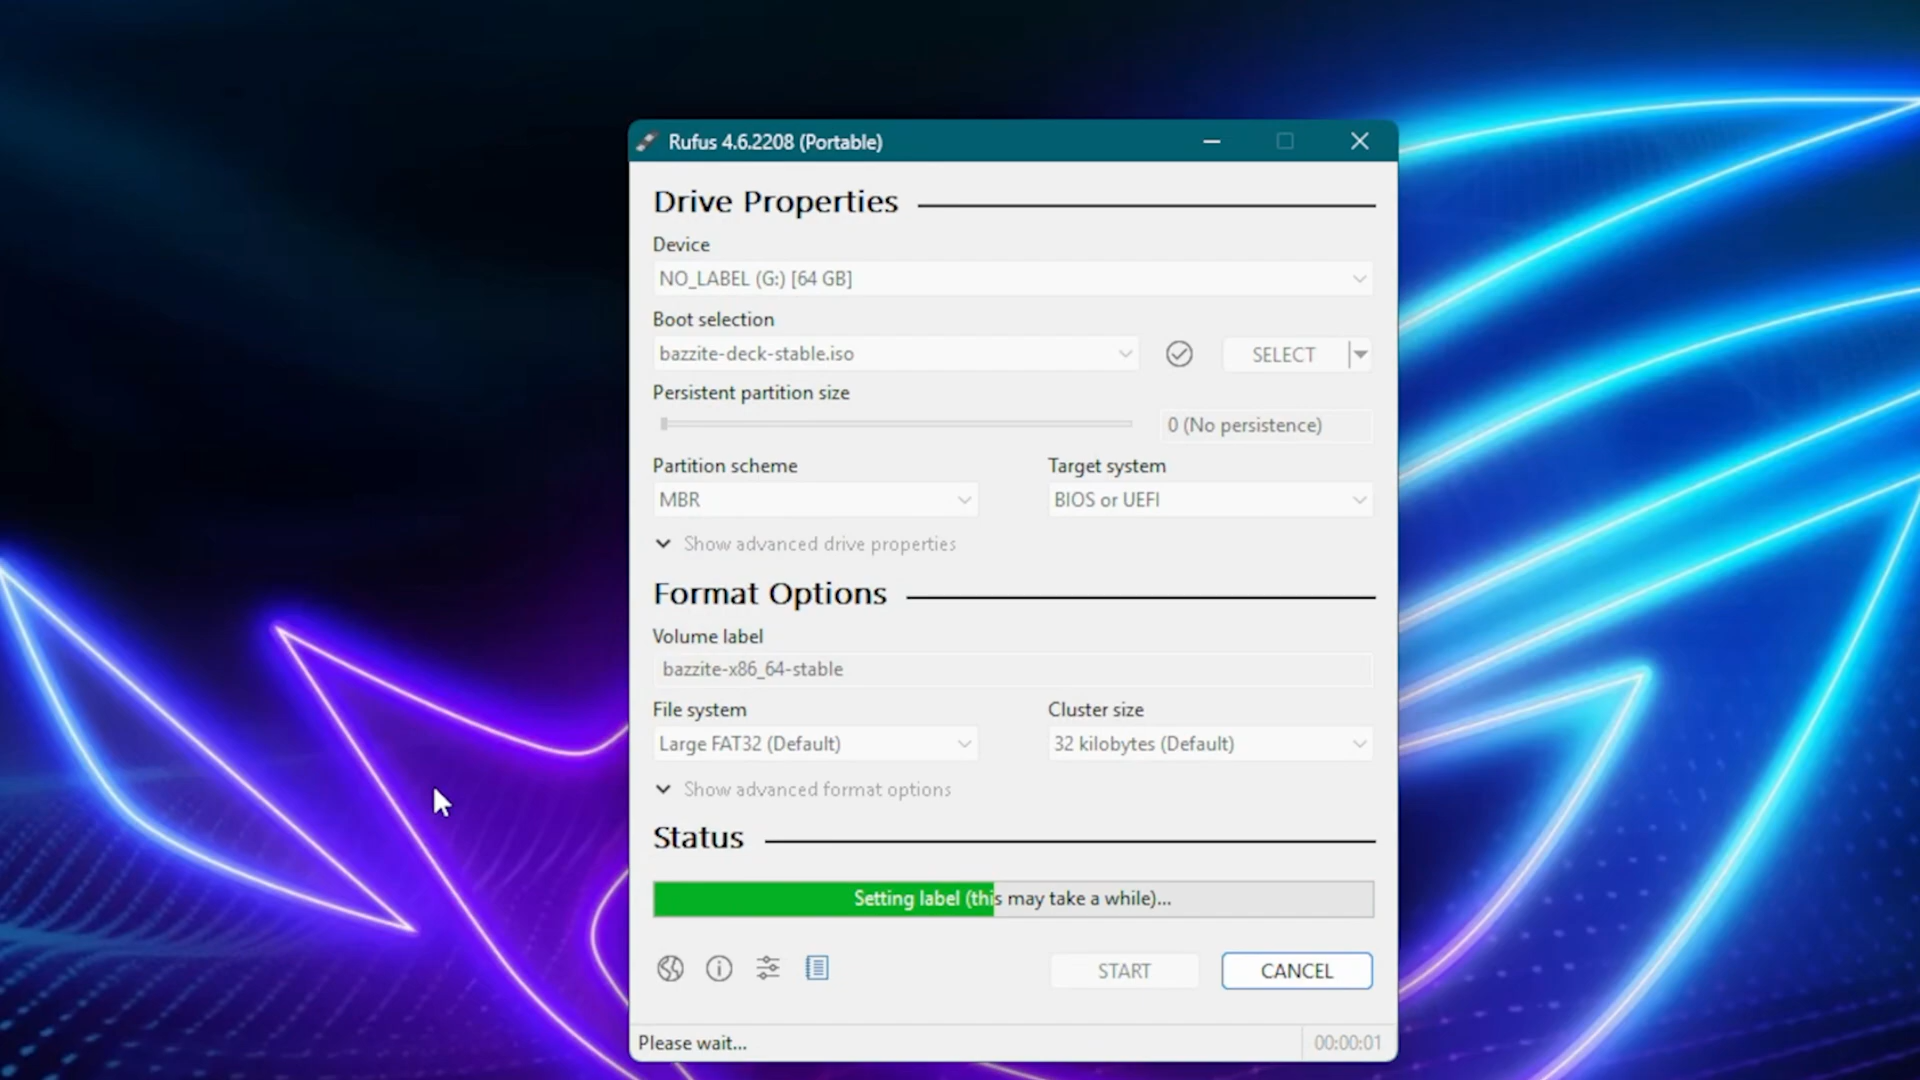 Rufus 4.6.2208 (Portable)
Drive Properties
Device
NO_LABEL (G:) [64 GB]
Boot selection
bazzite-deck-stable.iso
SELECT
Persistent partition size
0 (No persistence)
Partition scheme
Target system
MBR
BIOS or UEFI
Show advanced drive properties
Format Options
Volume label
bazzite-x86_64-stable
File system
Cluster size
Large FAT32 (Default)
32 kilobytes (Default)
Show advanced format options
Status
Setting label (this may take a while)...
START
CANCEL
Please wait...
00:00:01